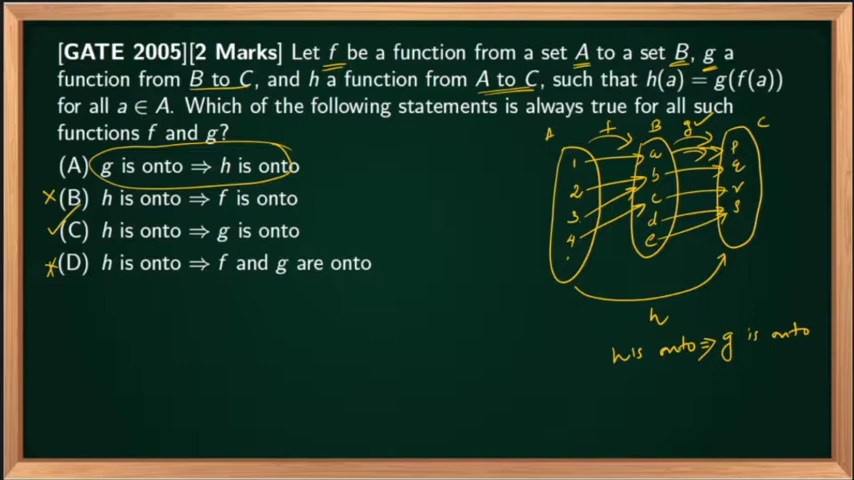 [GATE 2005][2 Marks] Let f be a function from a set A to a set B, g a
function from B to C, and h a function from A to C, such that h(a) = g(f(a))
for all a ∈ A. Which of the following statements is always true for all such
functions f and g?
(A) g is onto ⇒ h is onto
(B) h is onto ⇒ f is onto
(C) h is onto ⇒ g is onto
(D) h is onto ⇒ f and g are onto
A f B g C
1 a p
2 b q
3 c r
4 d s
e
h
h is onto ⇒ g is onto